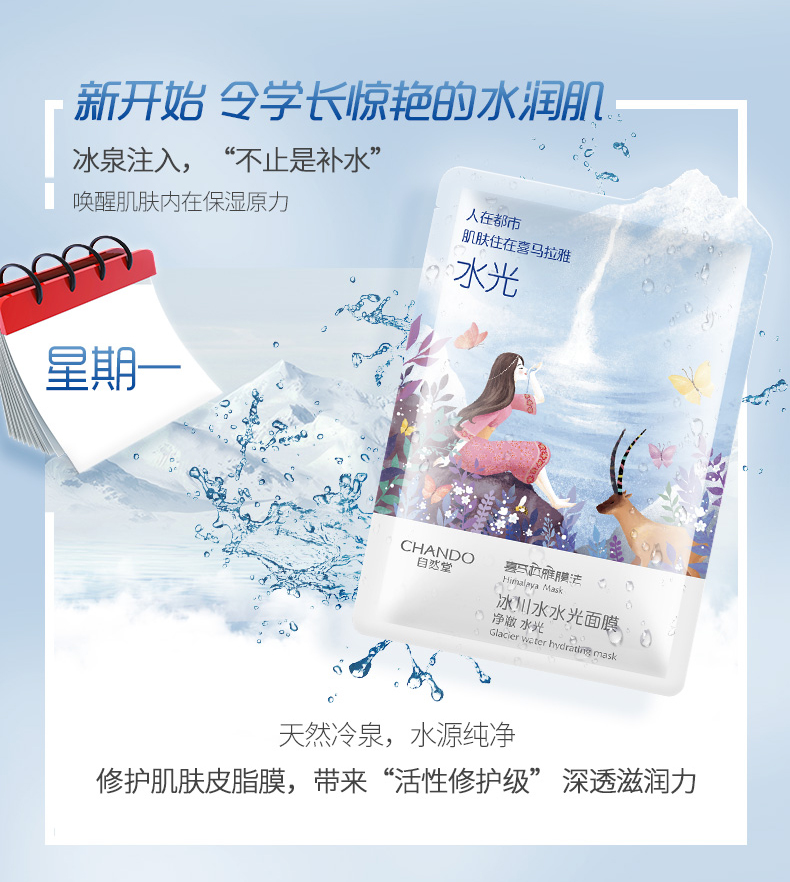 新开始 令学长惊艳的水润肌
冰泉注入，“不止是补水”
唤醒肌肤内在保湿原力
人在都市
肌肤住在喜马拉雅
水光
星期一
CHANDO
自然堂
喜马拉雅膜法
Himalaya Mask
冰川水水光面膜
净澈 水光
Glacier water hydrating mask
天然冷泉，水源纯净
修护肌肤皮脂膜，带来“活性修护级” 深透滋润力